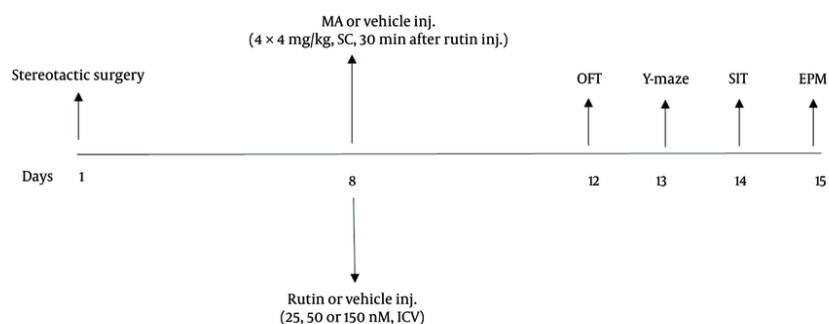 MA or vehicle inj.
(4 × 4 mg/kg, SC, 30 min after rutin inj.)
Stereotactic surgery
OFT Y-maze SIT EPM
Days 1 8 12 13 14 15
Rutin or vehicle inj.
(25, 50 or 150 nM, ICV)